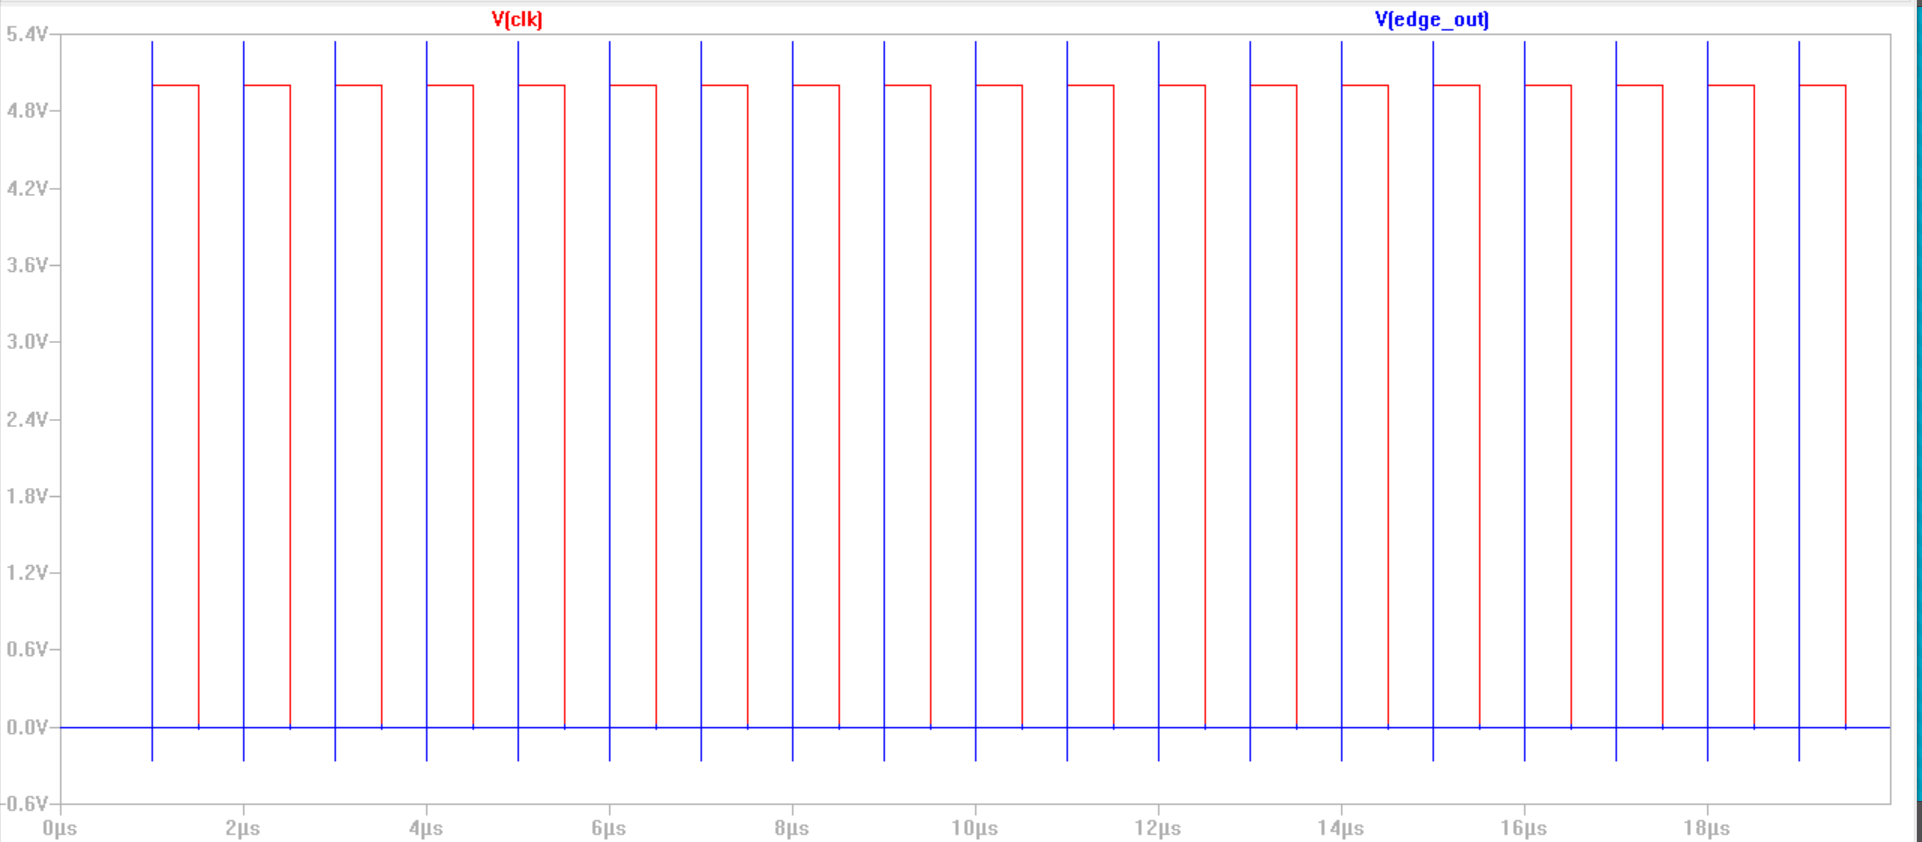 V(clk) V(edge_out)
5.4V
4.8V
4.2V
3.6V
3.0V
2.4V
1.8V
1.2V
0.6V
0.0V
-0.6V
0µs 2µs 4µs 6µs 8µs 10µs 12µs 14µs 16µs 18µs